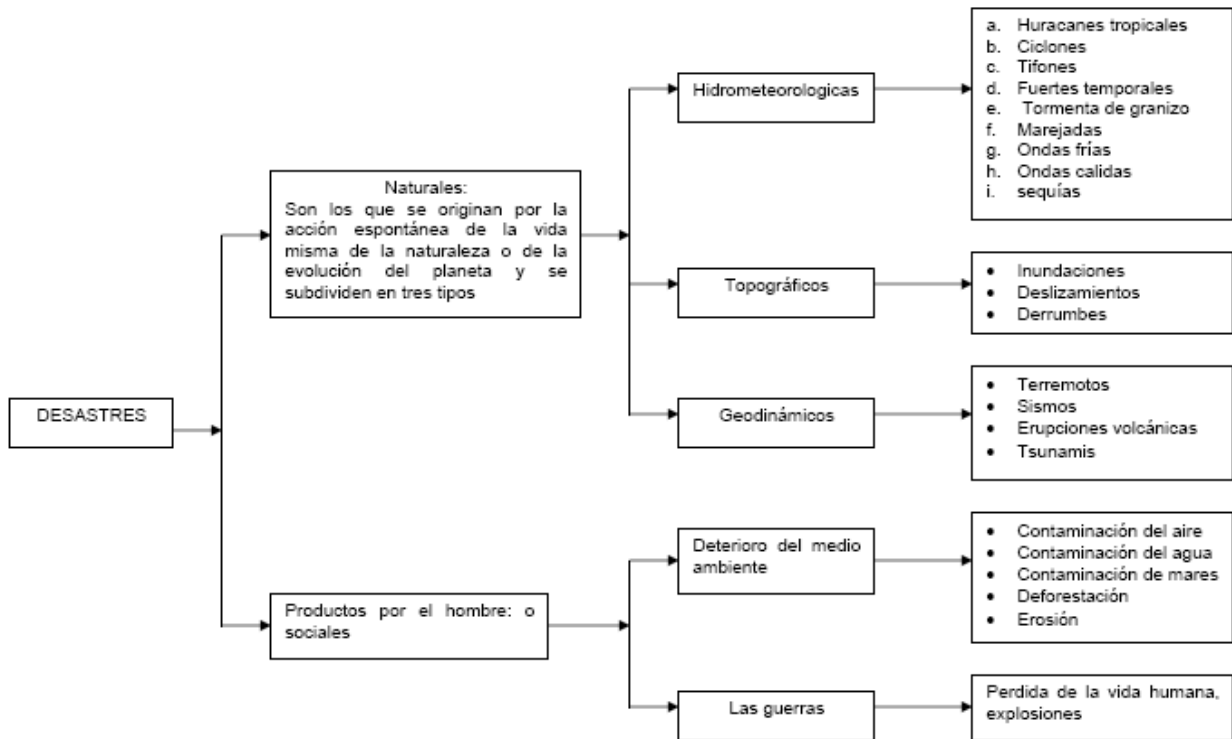 DESASTRES
Naturales:
Son los que se originan por la
acción espontánea de la vida
misma de la naturaleza o de la
evolución del planeta y se
subdividen en tres tipos
Hidrometeorologicas
a. Huracanes tropicales
b. Ciclones
c. Tifones
d. Fuertes temporales
e. Tormenta de granizo
f. Marejadas
g. Ondas frías
h. Ondas calidas
i. sequías
Topográficos
• Inundaciones
• Deslizamientos
• Derrumbes
Geodinámicos
• Terremotos
• Sismos
• Erupciones volcánicas
• Tsunamis
Productos por el hombre: o
sociales
Deterioro del medio
ambiente
• Contaminación del aire
• Contaminación del agua
• Contaminación de mares
• Deforestación
• Erosión
Las guerras
Perdida de la vida humana,
explosiones